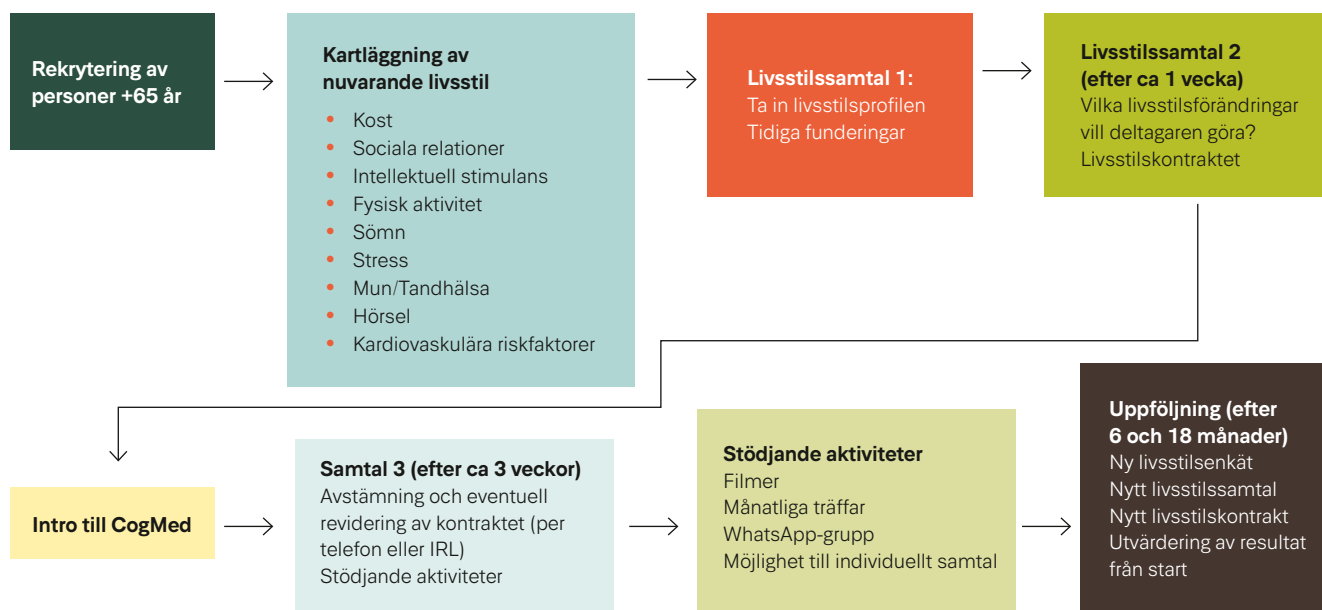 Rekrytering av
personer +65 år
Kartläggning av
nuvarande livsstil
• Kost
• Sociala relationer
• Intellektuell stimulans
• Fysisk aktivitet
• Sömn
• Stress
• Mun/Tandhälsa
• Hörsel
• Kardiovaskulära riskfaktorer
Livsstilssamtal 1:
Ta in livsstilsprofilen
Tidiga funderingar
Livsstilssamtal 2
(efter ca 1 vecka)
Vilka livsstilsförändringar
vill deltagaren göra?
Livsstilskontraktet
Intro till CogMed
Samtal 3 (efter ca 3 veckor)
Avstämning och eventuell
revidering av kontraktet (per
telefon eller IRL)
Stödjande aktiviteter
Stödjande aktiviteter
Filmer
Månatliga träffar
WhatsApp-grupp
Möjlighet till individuellt samtal
Uppföljning (efter
6 och 18 månader)
Ny livsstilsenkät
Nytt livsstilssamtal
Nytt livsstilskontrakt
Utvärdering av resultat
från start